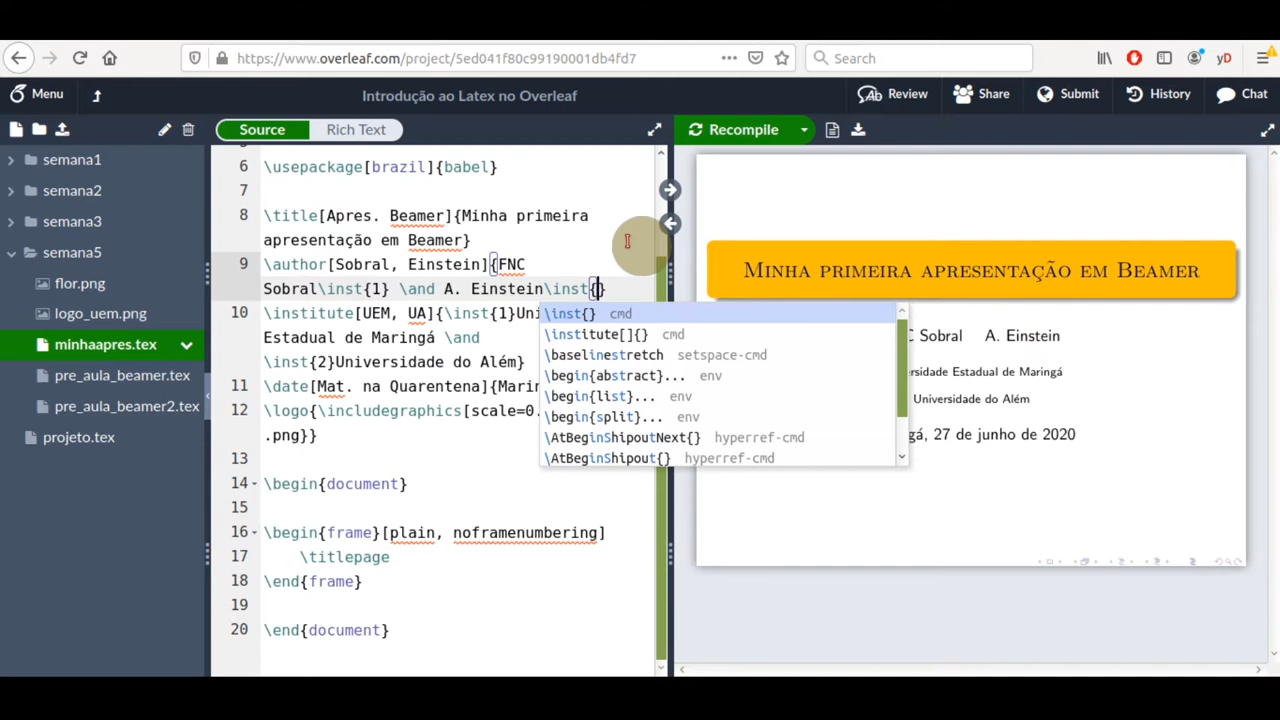 https://www.overleaf.com/project/5ed041f80c99190001db4fd7
Search
yD
Menu
Introdução ao Latex no Overleaf
Ab Review
Share
Submit
History
Chat
Source
Rich Text
Recompile
semana1
semana2
semana3
semana5
flor.png
logo_uem.png
minhaapres.tex
pre_aula_beamer.tex
pre_aula_beamer2.tex
projeto.tex
6 \usepackage[brazil]{babel}
7
8 \title[Apres. Beamer]{Minha primeira
apresentação em Beamer}
9 \author[Sobral, Einstein]{FNC
Sobral\inst{1} \and A. Einstein\inst{}
10 \institute[UEM, UA]{\inst{1}Uni
Estadual de Maringá \and
\inst{2}Universidade do Além}
11 \date[Mat. na Quarentena]{Marin
12 \logo{\includegraphics[scale=0.
.png}}
13
14 \begin{document}
15
16 \begin{frame}[plain, noframenumbering]
17 \titlepage
18 \end{frame}
19
20 \end{document}
\inst{} cmd
\institute[]{} cmd
\baselinestretch setspace-cmd
\begin{abstract}... env
\begin{list}... env
\begin{split}... env
\AtBeginShipoutNext{} hyperref-cmd
\AtBeginShipout{} hyperref-cmd
Minha primeira apresentação em Beamer
C Sobral A. Einstein
rsidade Estadual de Maringá
Universidade do Além
gá, 27 de junho de 2020